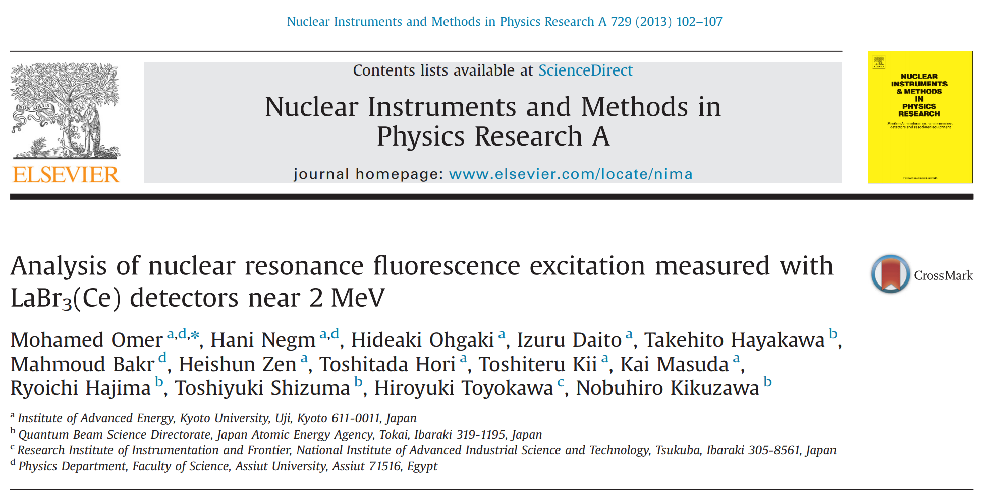 Nuclear Instruments and Methods in Physics Research A 729 (2013) 102–107
Contents lists available at ScienceDirect
Nuclear Instruments and Methods in
Physics Research A
journal homepage: www.elsevier.com/locate/nima
NON SOLUS
ELSEVIER
NUCLEAR
INSTRUMENTS
& METHODS
IN
PHYSICS
RESEARCH
Section A: accelerators, spectrometers,
detectors and associated equipment
Analysis of nuclear resonance fluorescence excitation measured with
LaBr₃(Ce) detectors near 2 MeV
CrossMark
Mohamed Omer a,d,*, Hani Negm a,d, Hideaki Ohgaki a, Izuru Daito a, Takehito Hayakawa b,
Mahmoud Bakr d, Heishun Zen a, Toshitada Hori a, Toshiteru Kii a, Kai Masuda a,
Ryoichi Hajima b, Toshiyuki Shizuma b, Hiroyuki Toyokawa c, Nobuhiro Kikuzawa b
a Institute of Advanced Energy, Kyoto University, Uji, Kyoto 611-0011, Japan
b Quantum Beam Science Directorate, Japan Atomic Energy Agency, Tokai, Ibaraki 319-1195, Japan
c Research Institute of Instrumentation and Frontier, National Institute of Advanced Industrial Science and Technology, Tsukuba, Ibaraki 305-8561, Japan
d Physics Department, Faculty of Science, Assiut University, Assiut 71516, Egypt